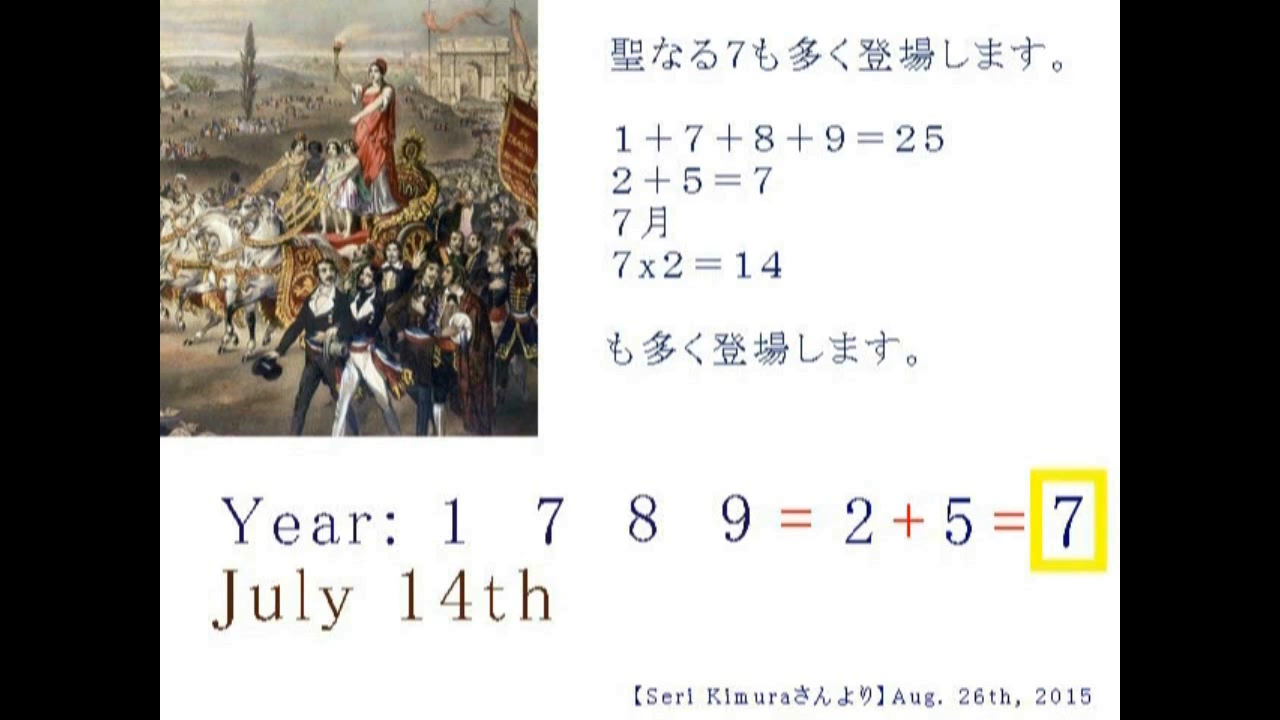 聖なる7も多く登場します。
1+7+8+9=25
2+5=7
7月
7x2=14
も多く登場します。
Year: 1 7 8 9 = 2 + 5 = 7
July 14th
【Seri Kimuraさんより】Aug. 26th, 2015